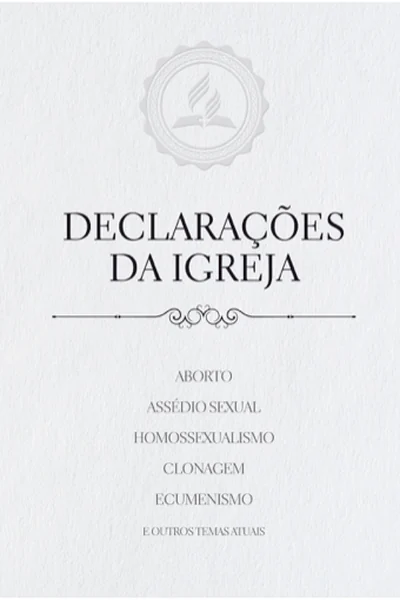 DECLARAÇÕES
DA IGREJA
ABORTO
ASSÉDIO SEXUAL
HOMOSSEXUALISMO
CLONAGEM
ECUMENISMO
E OUTROS TEMAS ATUAIS